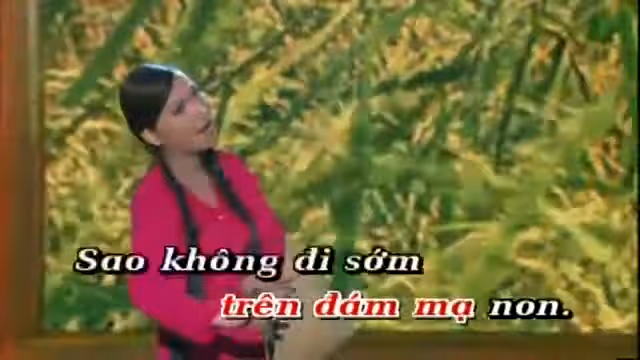 Sao không đi sớm
trên đám mạ non.